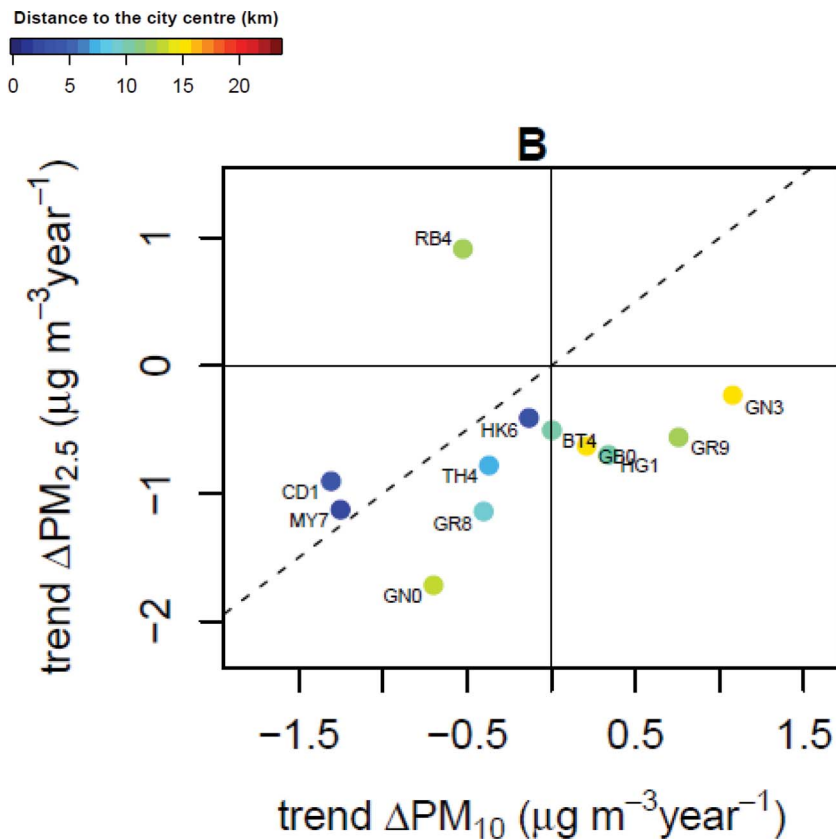 Distance to the city centre (km)
0 5 10 15 20
B
trend ΔPM2.5 (μg m−3year−1)
1
0
−1
−2
RB4
GN3
HK6
BT4
GB0
HG1
GR9
TH4
CD1
MY7
GR8
GN0
−1.5 −0.5 0.5 1.5
trend ΔPM10 (μg m−3year−1)